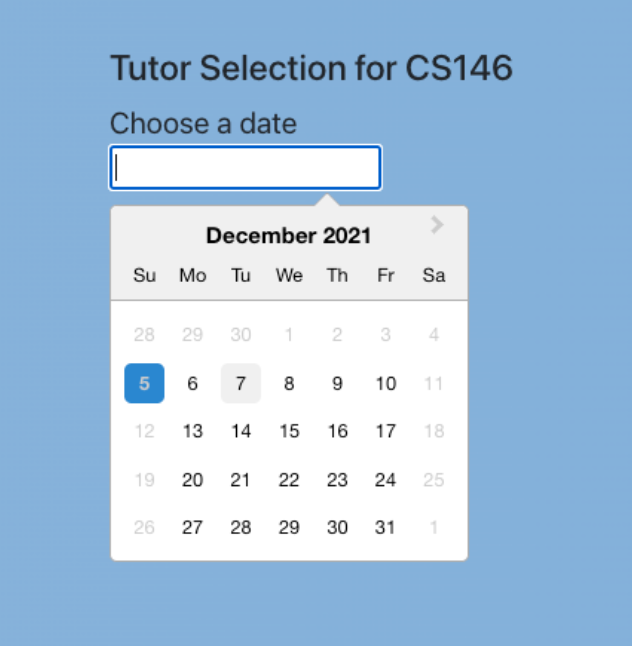 Tutor Selection for CS146
Choose a date
December 2021
Su Mo Tu We Th Fr Sa
28 29 30 1 2 3 4
5 6 7 8 9 10 11
12 13 14 15 16 17 18
19 20 21 22 23 24 25
26 27 28 29 30 31 1